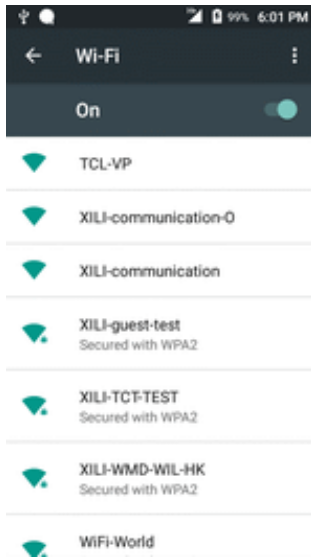 99% 6:01 PM
Wi-Fi
On
TCL-VP
XILI-communication-O
XILI-communication
XILI-guest-test
Secured with WPA2
XILI-TCT-TEST
Secured with WPA2
XILI-WMD-WIL-HK
Secured with WPA2
WiFi-World